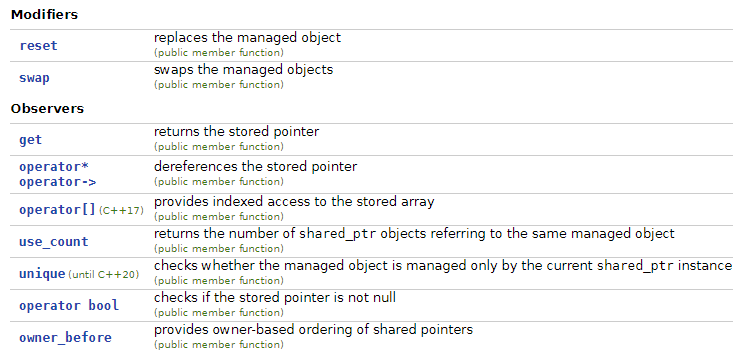 Modifiers
reset replaces the managed object
(public member function)
swap swaps the managed objects
(public member function)
Observers
get returns the stored pointer
(public member function)
operator*
operator-> dereferences the stored pointer
(public member function)
operator[] (C++17) provides indexed access to the stored array
(public member function)
use_count returns the number of shared_ptr objects referring to the same managed object
(public member function)
unique (until C++20) checks whether the managed object is managed only by the current shared_ptr instance
(public member function)
operator bool checks if the stored pointer is not null
(public member function)
owner_before provides owner-based ordering of shared pointers
(public member function)